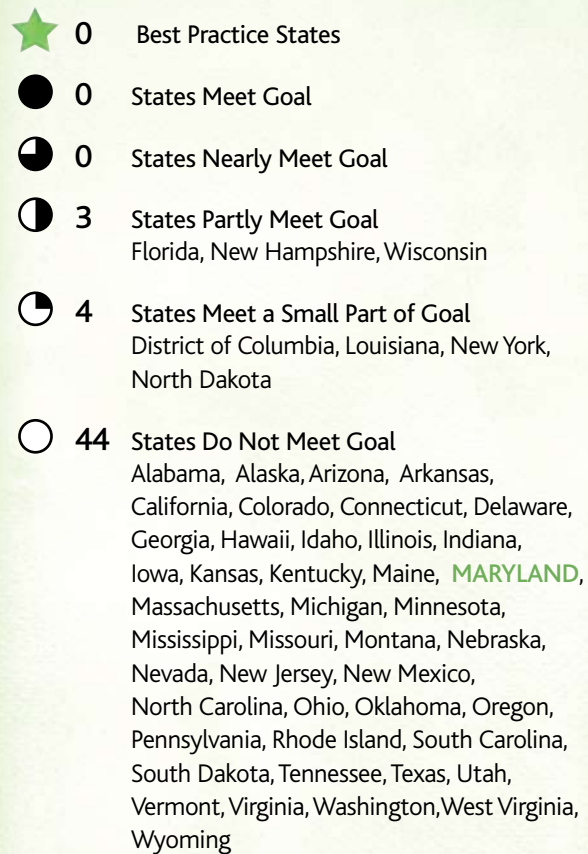 0 Best Practice States
0 States Meet Goal
0 States Nearly Meet Goal
3 States Partly Meet Goal
Florida, New Hampshire, Wisconsin
4 States Meet a Small Part of Goal
District of Columbia, Louisiana, New York,
North Dakota
44 States Do Not Meet Goal
Alabama, Alaska, Arizona, Arkansas,
California, Colorado, Connecticut, Delaware,
Georgia, Hawaii, Idaho, Illinois, Indiana,
Iowa, Kansas, Kentucky, Maine, MARYLAND,
Massachusetts, Michigan, Minnesota,
Mississippi, Missouri, Montana, Nebraska,
Nevada, New Jersey, New Mexico,
North Carolina, Ohio, Oklahoma, Oregon,
Pennsylvania, Rhode Island, South Carolina,
South Dakota, Tennessee, Texas, Utah,
Vermont, Virginia, Washington, West Virginia,
Wyoming